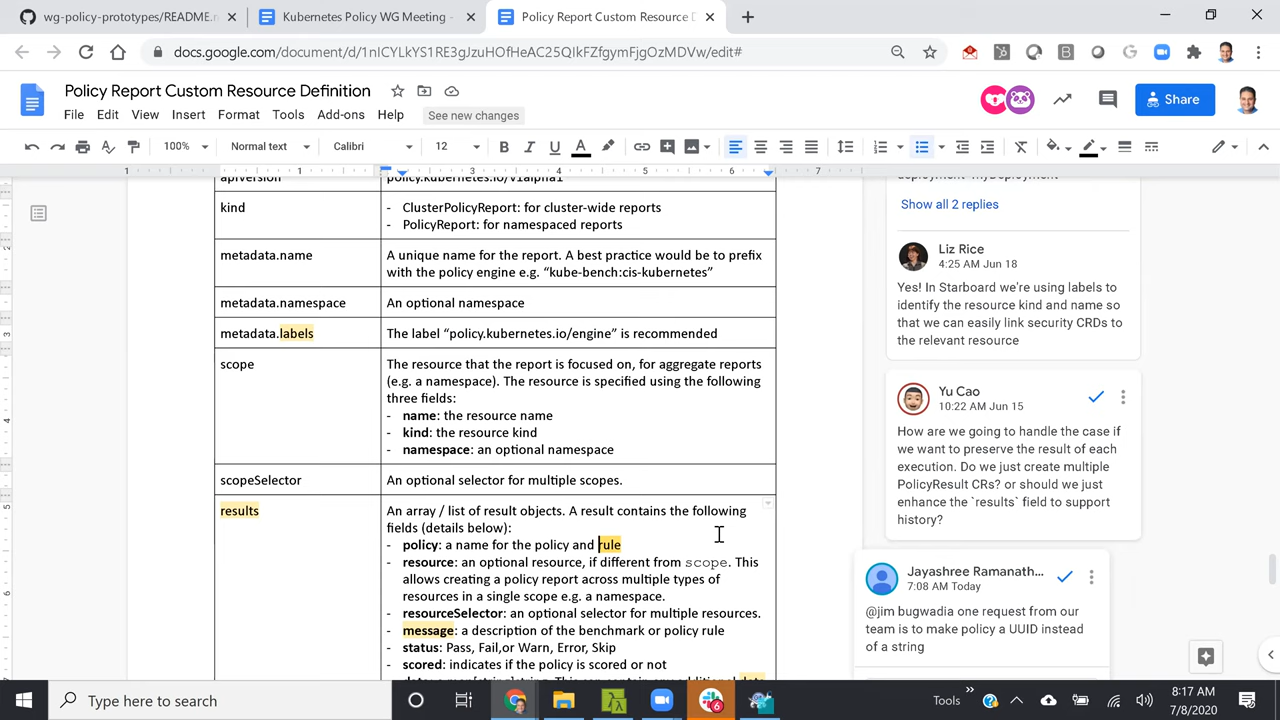 wg-policy-prototypes/README.n
Kubernetes Policy WG Meeting -
Policy Report Custom Resource D
docs.google.com/document/d/1nICYLkYS1RE3gJzuHOfHeAC25QIkFZfgymFjgOzMDVw/edit#
Policy Report Custom Resource Definition
Share
File Edit View Insert Format Tools Add-ons Help See new changes
100% Normal text Calibri 12
1 1 2 3 4 5 6 7
apiVersion policy.kubernetes.io/v1alpha1
kind
- ClusterPolicyReport: for cluster-wide reports
- PolicyReport: for namespaced reports
metadata.name
A unique name for the report. A best practice would be to prefix
with the policy engine e.g. “kube-bench:cis-kubernetes”
metadata.namespace An optional namespace
metadata.labels The label “policy.kubernetes.io/engine” is recommended
scope
The resource that the report is focused on, for aggregate reports
(e.g. a namespace). The resource is specified using the following
three fields:
- name: the resource name
- kind: the resource kind
- namespace: an optional namespace
scopeSelector An optional selector for multiple scopes.
results
An array / list of result objects. A result contains the following
fields (details below):
- policy: a name for the policy and rule
- resource: an optional resource, if different from scope. This
allows creating a policy report across multiple types of
resources in a single scope e.g. a namespace.
- resourceSelector: an optional selector for multiple resources.
- message: a description of the benchmark or policy rule
- status: Pass, Fail,or Warn, Error, Skip
- scored: indicates if the policy is scored or not
Show all 2 replies
Liz Rice
4:25 AM Jun 18
Yes! In Starboard we're using labels to
identify the resource kind and name so
that we can easily link security CRDs to
the relevant resource
Yu Cao
10:22 AM Jun 15
How are we going to handle the case if
we want to preserve the result of each
execution. Do we just create multiple
PolicyResult CRs? or should we just
enhance the `results` field to support
history?
Jayashree Ramanath...
7:08 AM Today
@jim bugwadia one request from our
team is to make policy a UUID instead
of a string
Type here to search
6
Tools
8:17 AM
7/8/2020